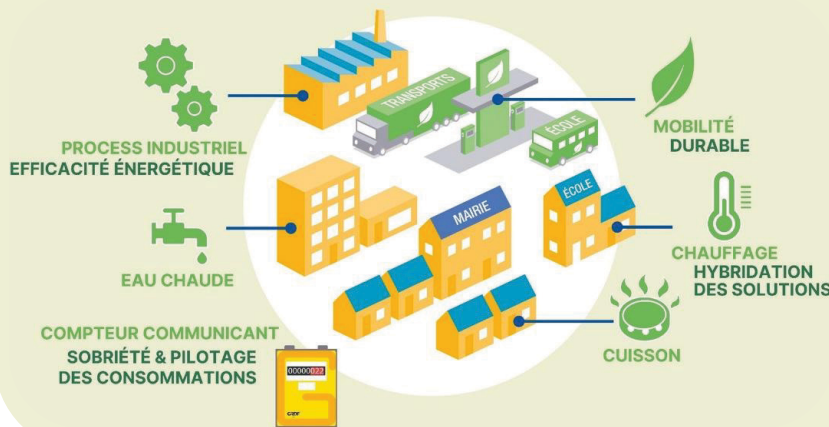 PROCESS INDUSTRIEL
EFFICACITÉ ÉNERGÉTIQUE
TRANSPORTS
ÉCOLE
MOBILITÉ
DURABLE
EAU CHAUDE
MAIRIE
ÉCOLE
CHAUFFAGE
HYBRIDATION
DES SOLUTIONS
COMPTEUR COMMUNICANT
SOBRIÉTÉ & PILOTAGE
DES CONSOMMATIONS
00000022
CUISSON